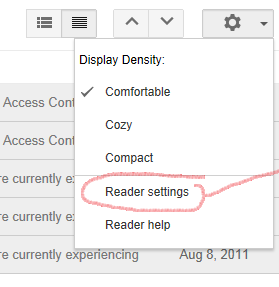 Display Density:
Comfortable
Access Cont
Cozy
Access Cont
Compact
re currently ex
Reader settings
re currently ex
Reader help
re currently experiencing Aug 8, 2011